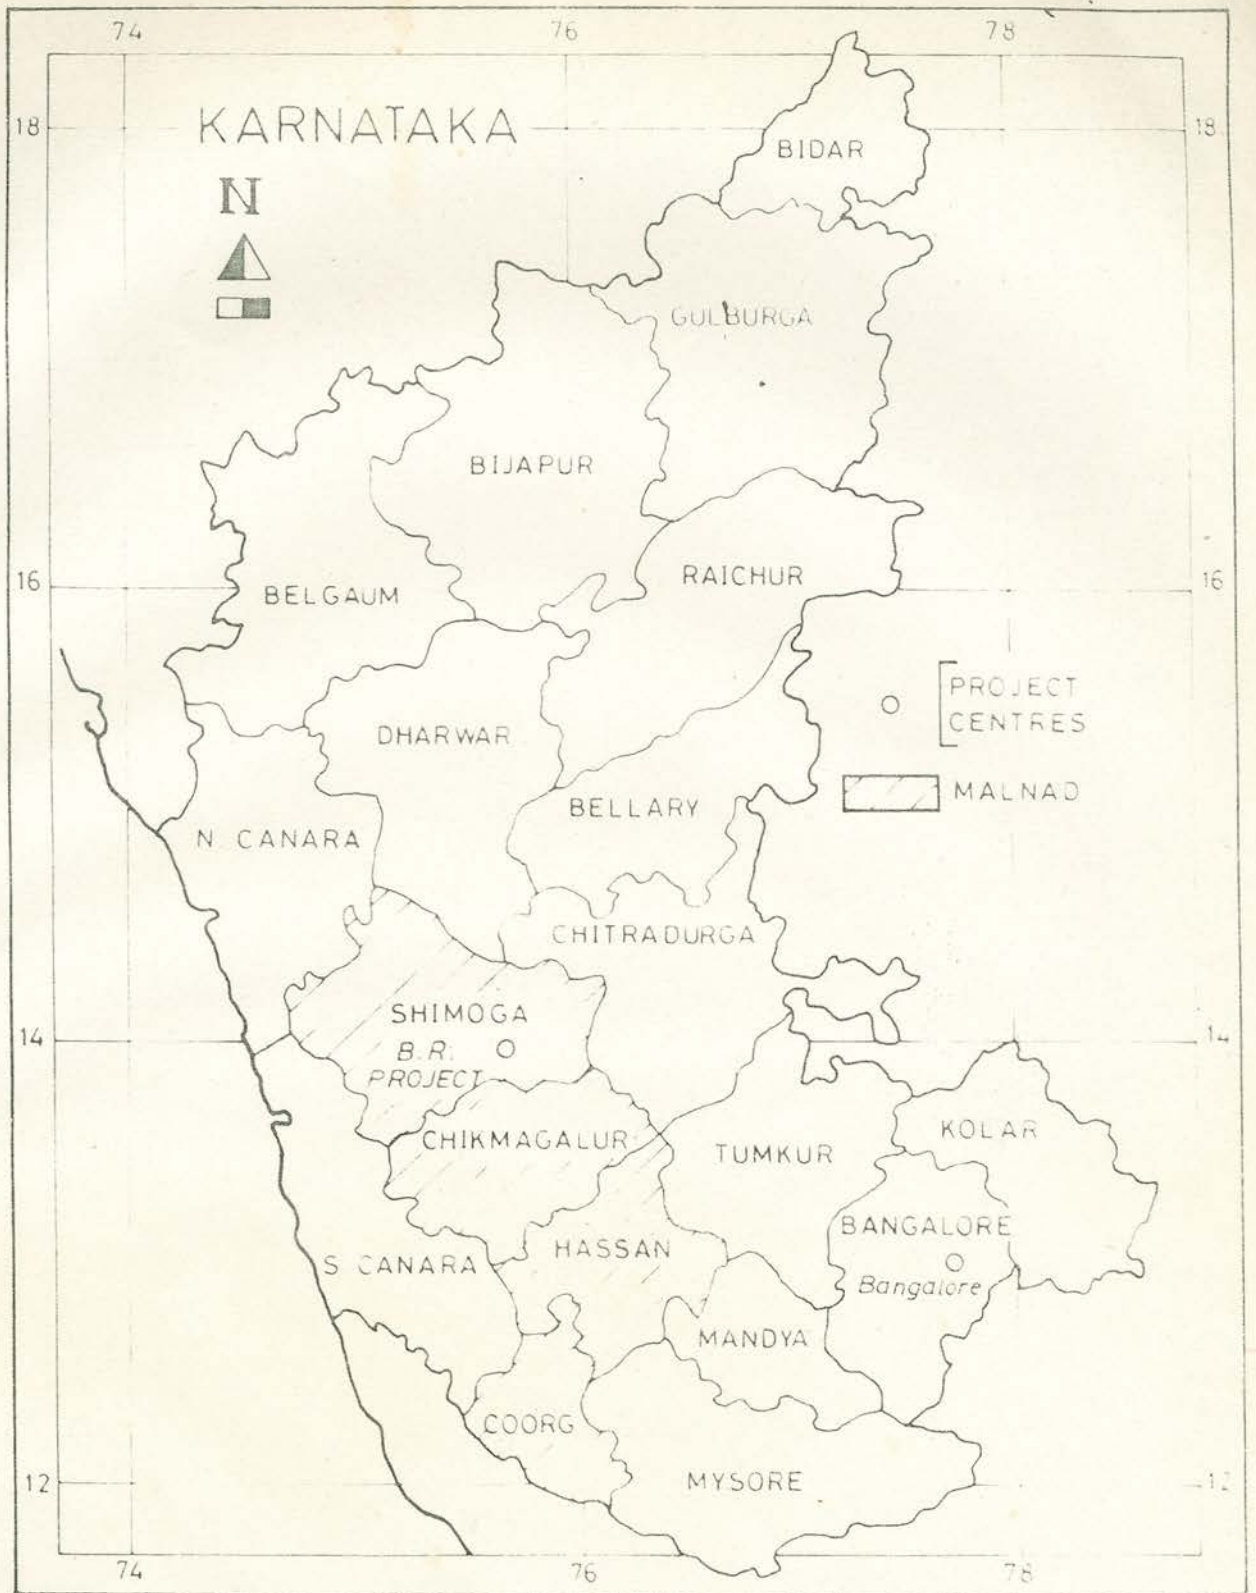 74 76 78
18 KARNATAKA 18
BIDAR
N
GULBURGA
BIJAPUR
RAICHUR
16 16
BELGAUM
PROJECT
CENTRES
DHARWAR
MALNAD
BELLARY
N. CANARA
CHITRADURGA
SHIMOGA
14 14
B.R.
PROJECT
KOLAR
CHIKMAGALUR
TUMKUR
BANGALORE
HASSAN
S CANARA
Bangalore
MANDYA
COORG
MYSORE
12 12
74 76 78